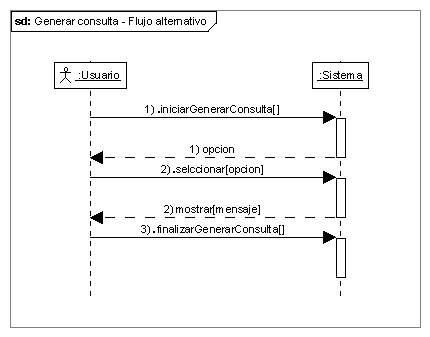 sd: Generar consulta - Flujo alternativo
:Usuario
:Sistema
1) .iniciarGenerarConsulta[]
1) opcion
2).selccionar[opcion]
2) mostrar[mensaje]
3).finalizarGenerarConsulta[]